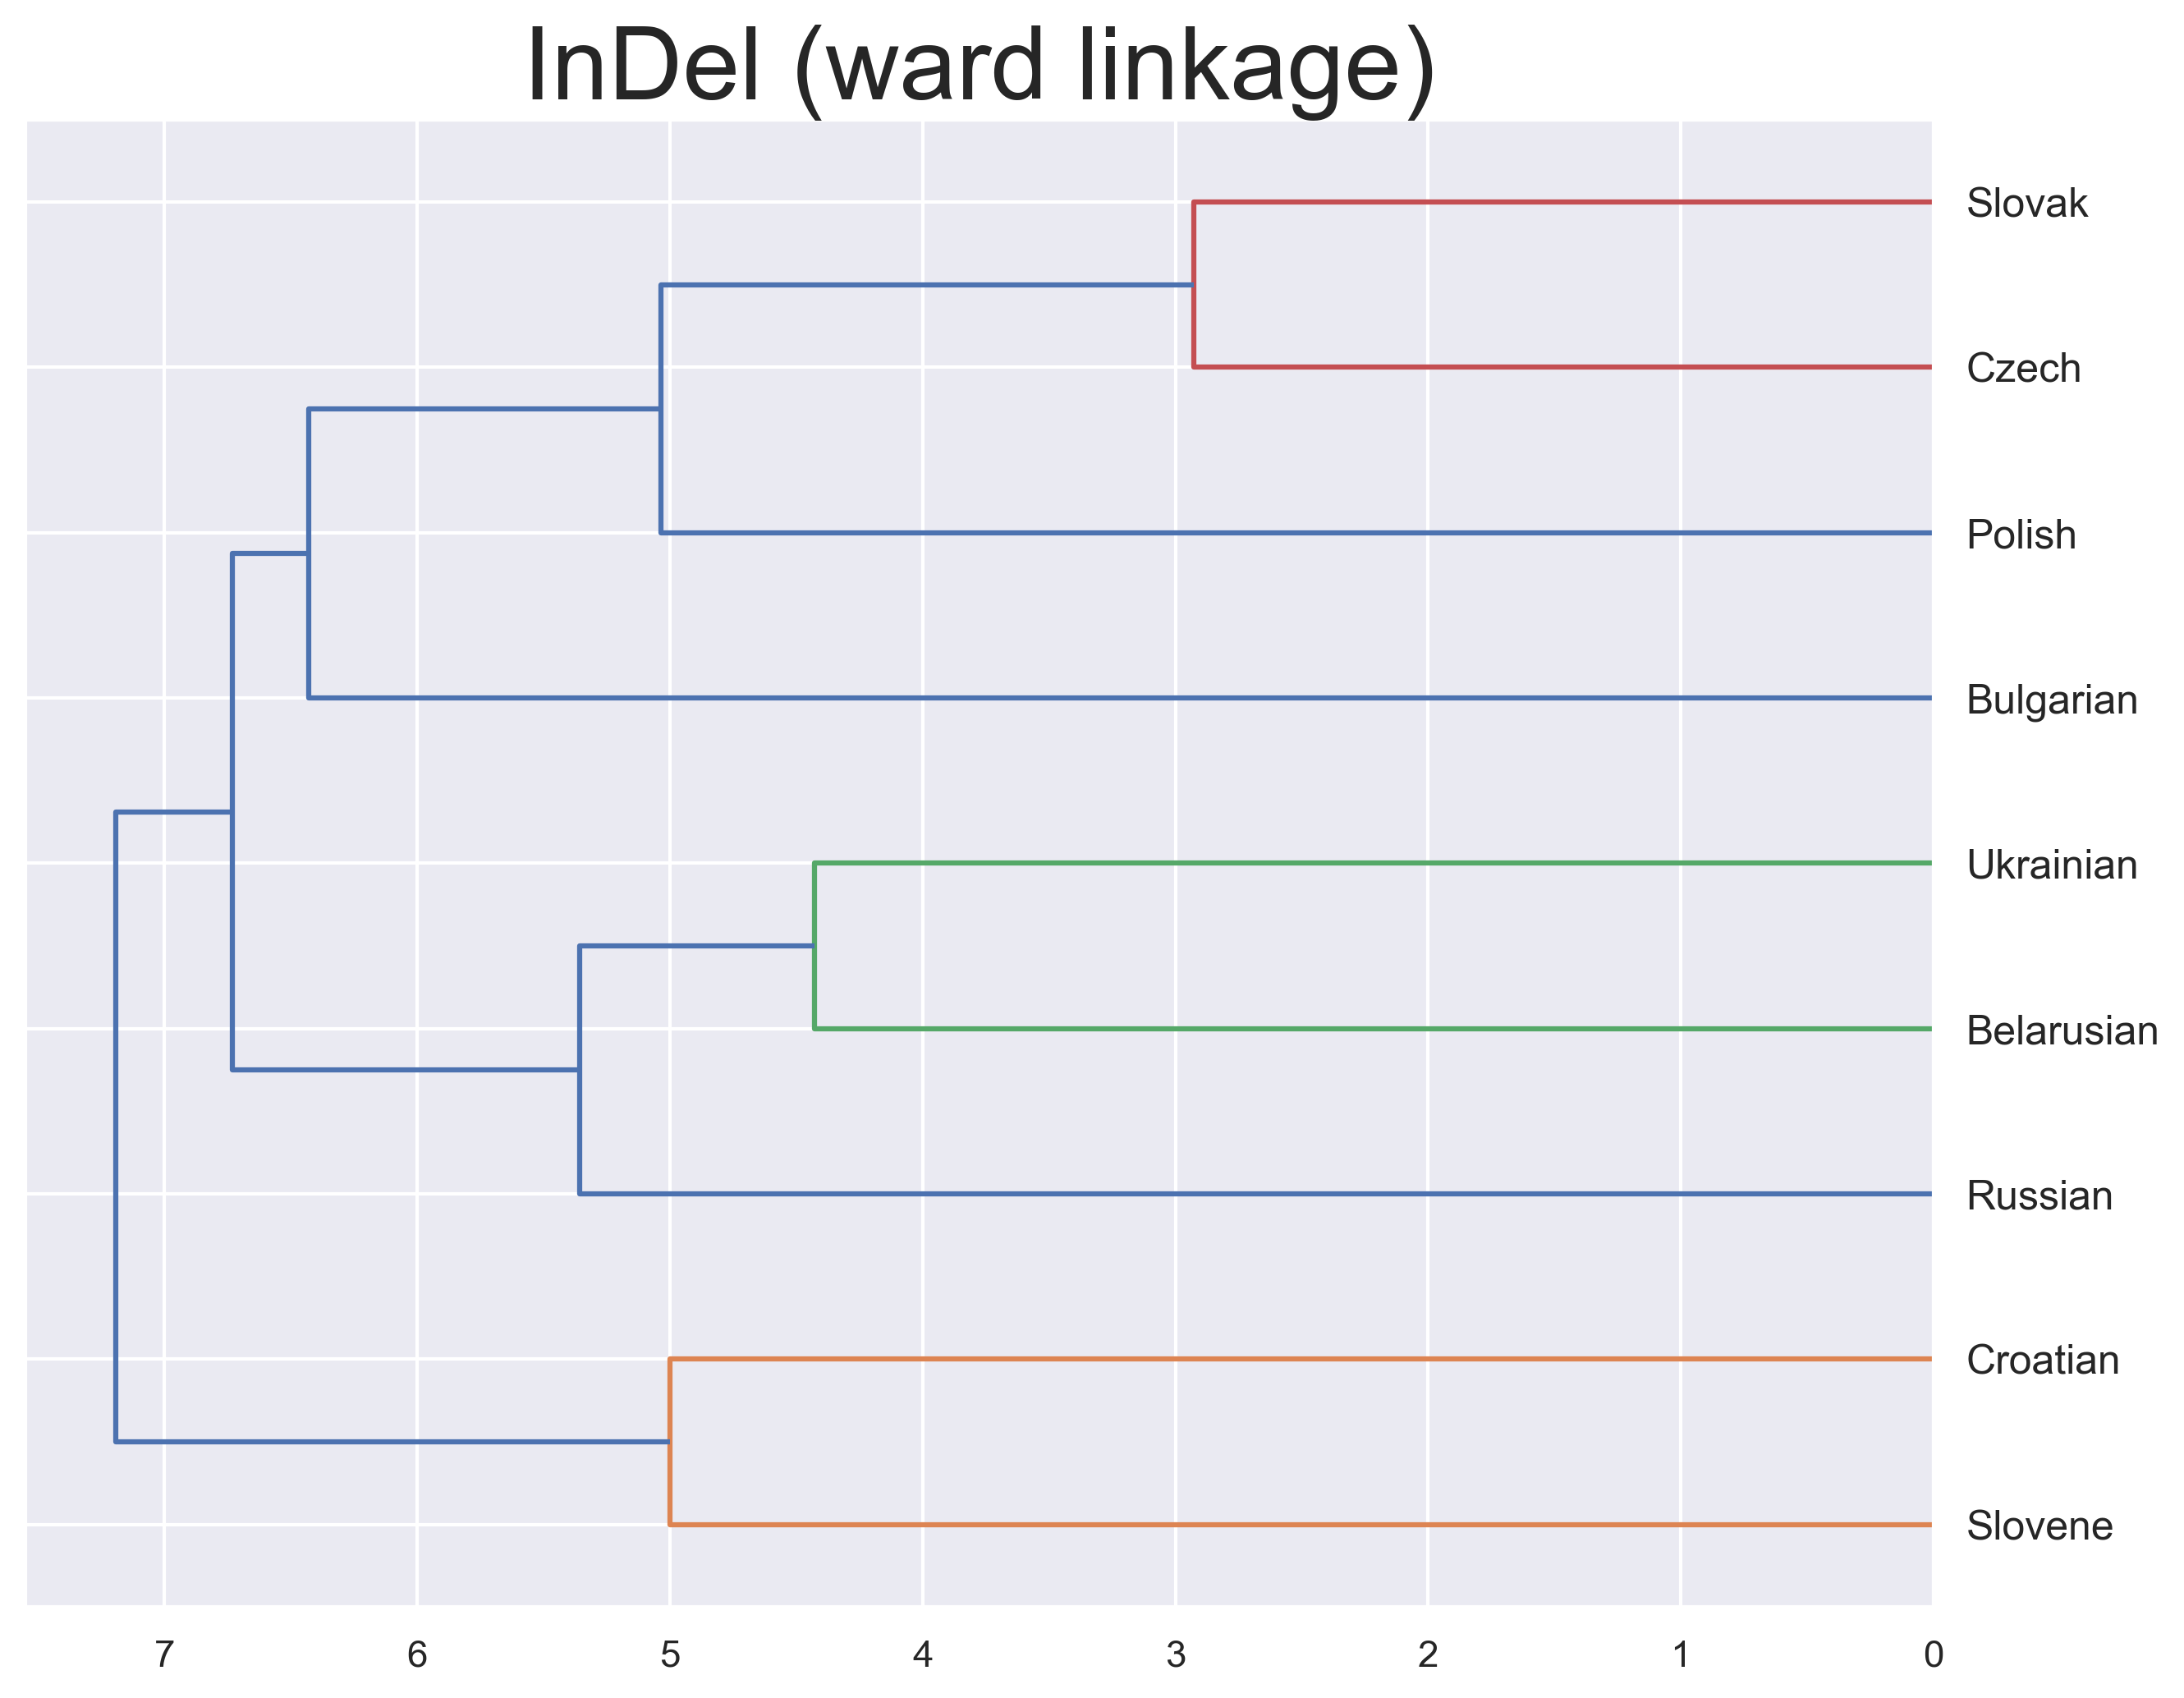 InDel (ward linkage)
Slovak
Czech
Polish
Bulgarian
Ukrainian
Belarusian
Russian
Croatian
Slovene
7 6 5 4 3 2 1 0